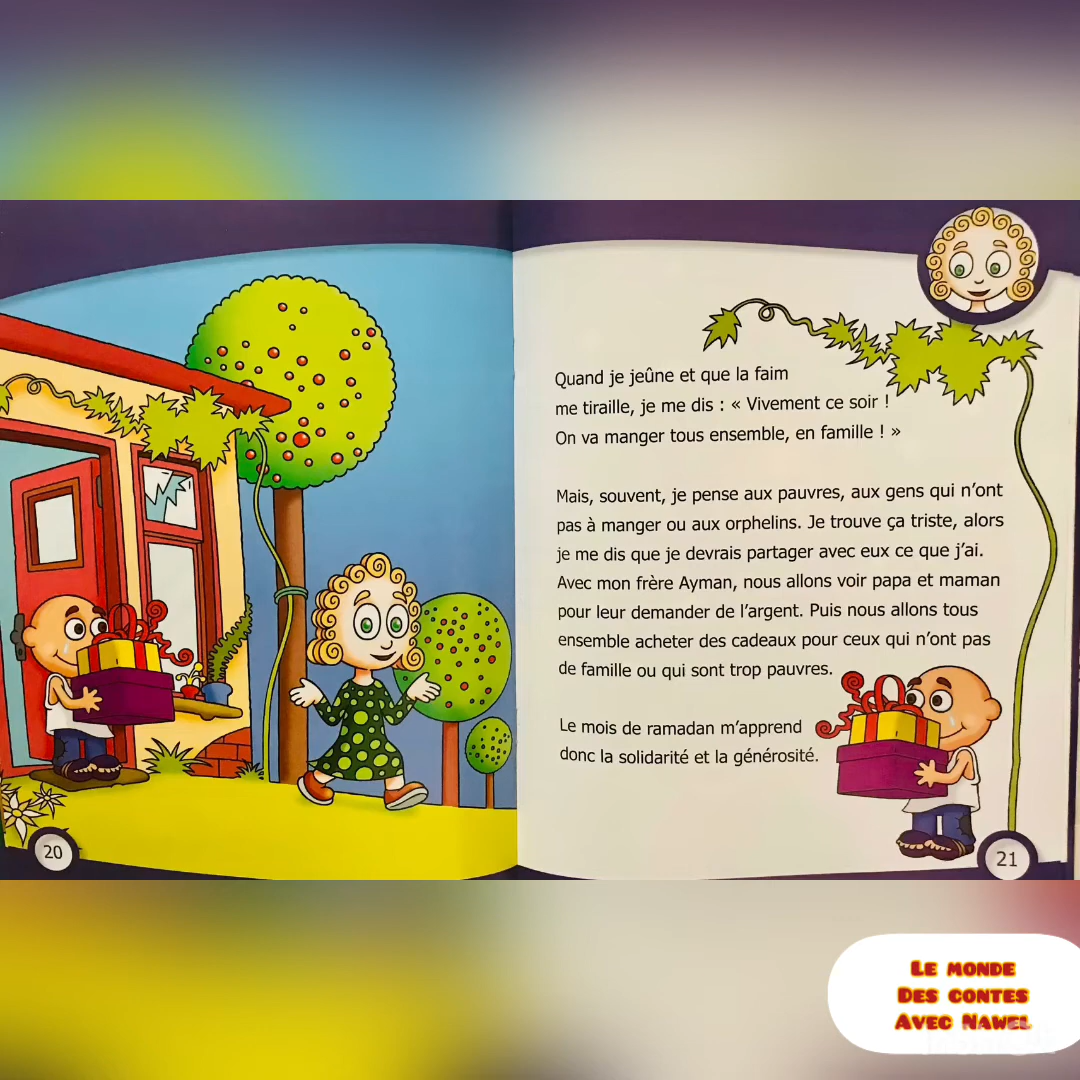 Quand je jeûne et que la faim
me tiraille, je me dis : « Vivement ce soir !
On va manger tous ensemble, en famille ! »
Mais, souvent, je pense aux pauvres, aux gens qui n'ont
pas à manger ou aux orphelins. Je trouve ça triste, alors
je me dis que je devrais partager avec eux ce que j'ai.
Avec mon frère Ayman, nous allons voir papa et maman
pour leur demander de l'argent. Puis nous allons tous
ensemble acheter des cadeaux pour ceux qui n'ont pas
de famille ou qui sont trop pauvres.
Le mois de ramadan m'apprend
donc la solidarité et la générosité.
20
21
Le monde
Des contes
Avec Nawel